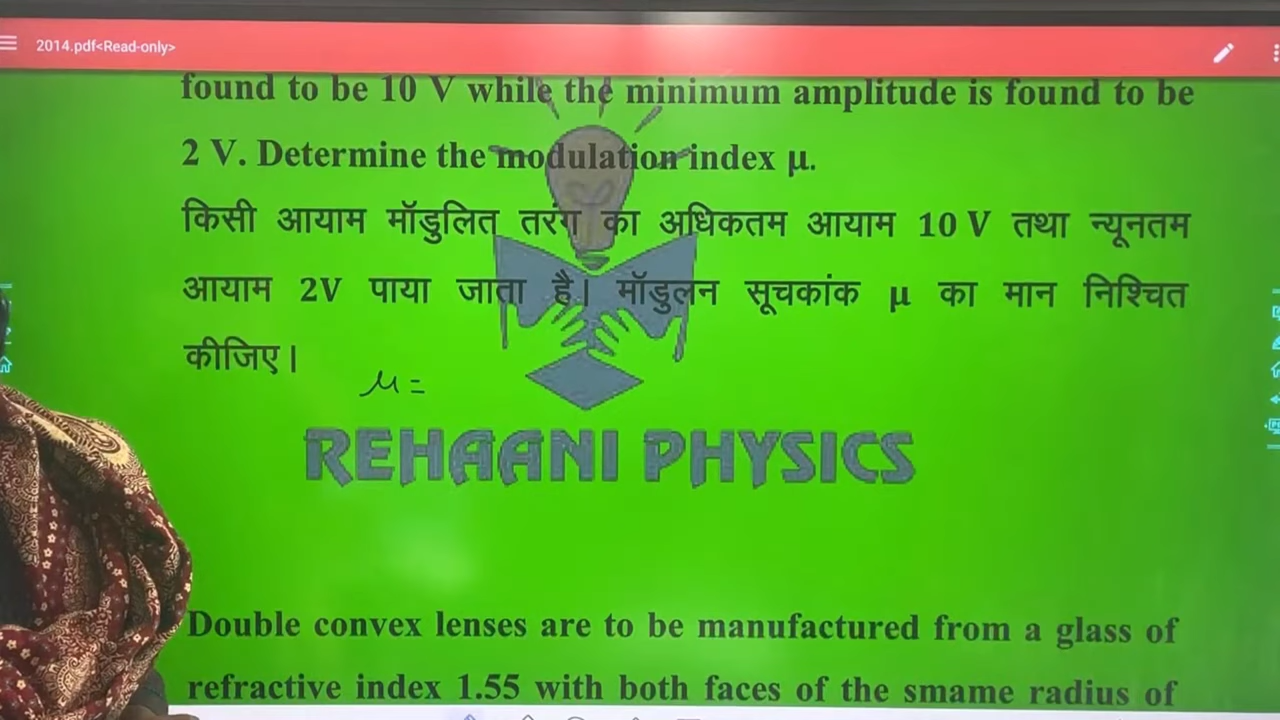 2014.pdf<Read-only>
found to be 10 V while the minimum amplitude is found to be
2 V. Determine the modulation index μ.
किसी आयाम मॉडुलित तरंग का अधिकतम आयाम 10 V तथा न्यूनतम
आयाम 2V पाया जाता है। मॉडुलन सूचकांक μ का मान निश्चित
कीजिए।
μ=
REHAANI PHYSICS
Double convex lenses are to be manufactured from a glass of
refractive index 1.55 with both faces of the smame radius of